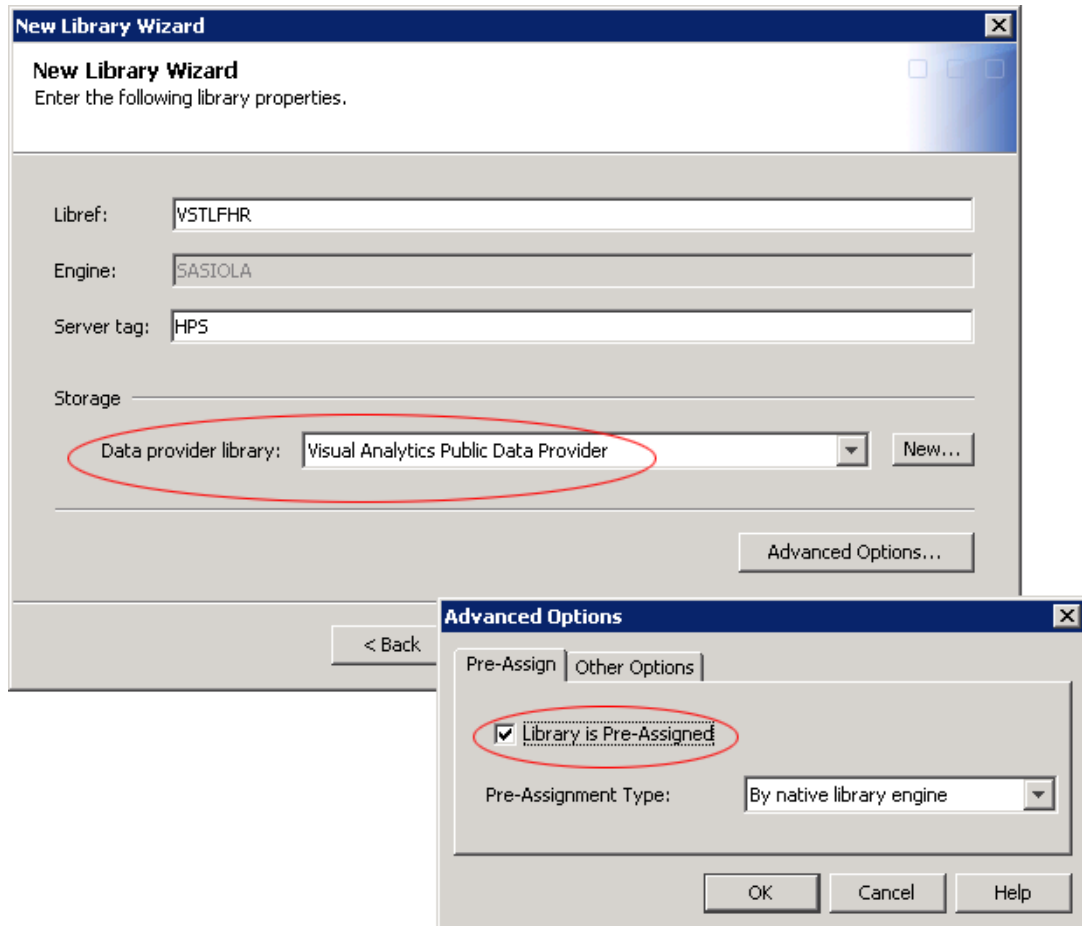 New Library Wizard
New Library Wizard
Enter the following library properties.
Libref: VSTLFHR
Engine: SASIOLA
Server tag: HPS
Storage
Data provider library: Visual Analytics Public Data Provider New...
Advanced Options...
< Back
Advanced Options
Pre-Assign Other Options
Library is Pre-Assigned
Pre-Assignment Type: By native library engine
OK Cancel Help